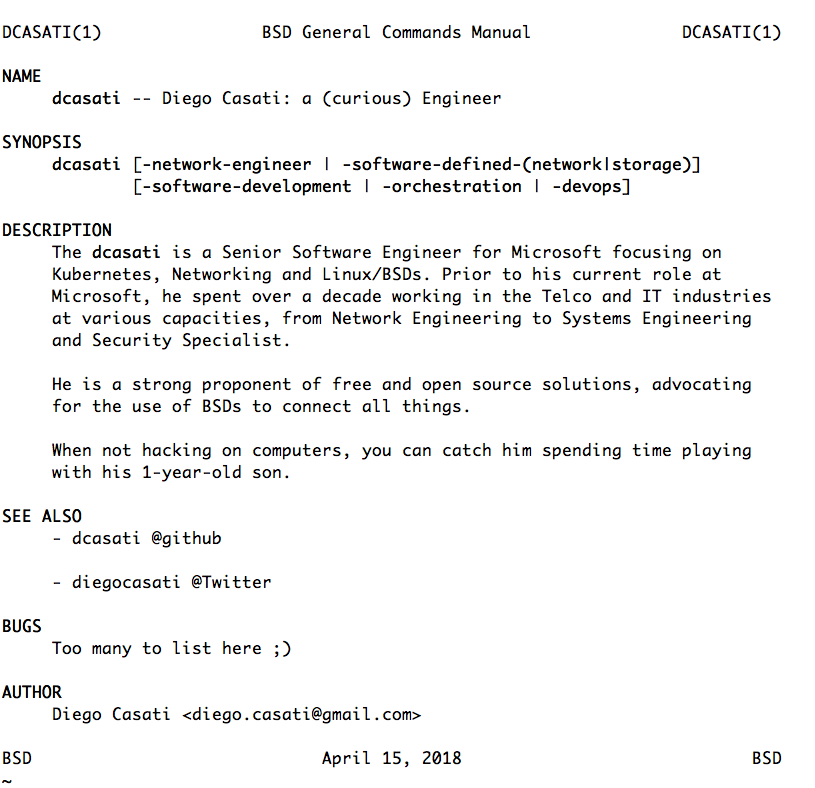 DCASATI(1) BSD General Commands Manual DCASATI(1)
NAME
dcasati -- Diego Casati: a (curious) Engineer
SYNOPSIS
dcasati [-network-engineer | -software-defined-(network|storage)]
[-software-development | -orchestration | -devops]
DESCRIPTION
The dcasati is a Senior Software Engineer for Microsoft focusing on
Kubernetes, Networking and Linux/BSDs. Prior to his current role at
Microsoft, he spent over a decade working in the Telco and IT industries
at various capacities, from Network Engineering to Systems Engineering
and Security Specialist.
He is a strong proponent of free and open source solutions, advocating
for the use of BSDs to connect all things.
When not hacking on computers, you can catch him spending time playing
with his 1-year-old son.
SEE ALSO
- dcasati @github
- diegocasati @Twitter
BUGS
Too many to list here ;)
AUTHOR
Diego Casati <diego.casati@gmail.com>
BSD April 15, 2018 BSD
~